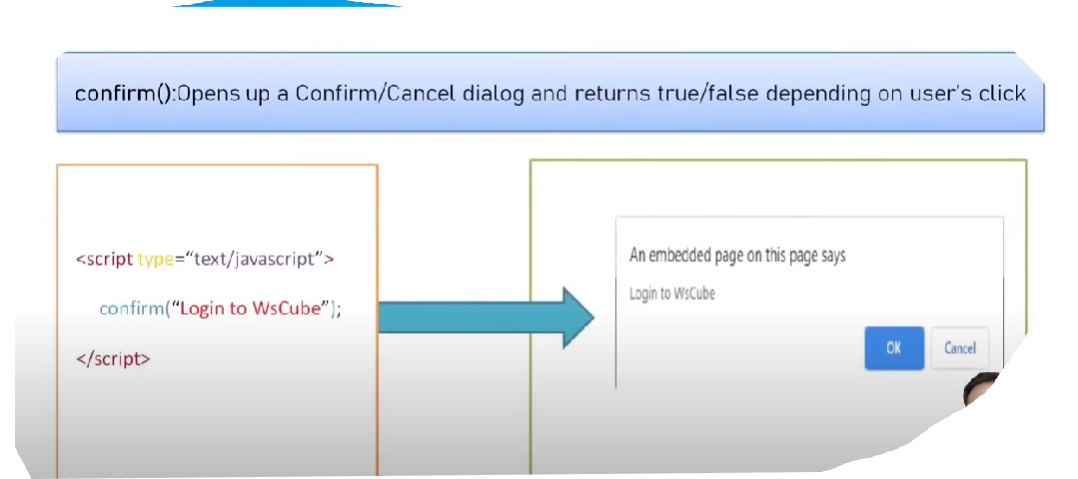 confirm():Opens up a Confirm/Cancel dialog and returns true/false depending on user's click
<script type=“text/javascript”>
confirm(“Login to WsCube”);
</script>
An embedded page on this page says
Login to WsCube
OK Cancel